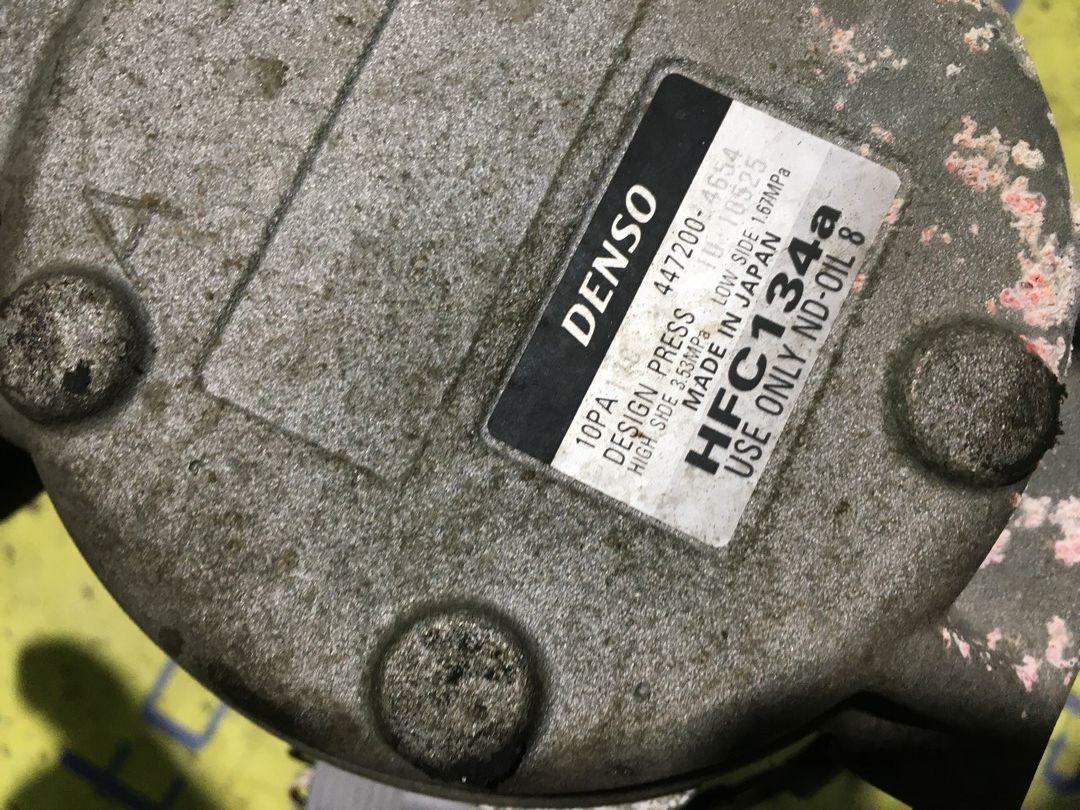 DENSO
10PA 447200-4654
DESIGN PRESS
HIGH SIDE 3.53MPa LOW SIDE 1.67MPa
MADE IN JAPAN
HFC134a
USE ONLY ND-OIL 8